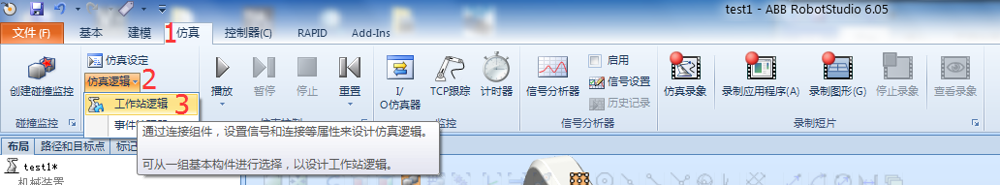 test1 - ABB RobotStudio 6.05
文件(F) 基本 建模 1 仿真 控制器(C) RAPID Add-Ins
仿真设定
仿真逻辑 2
工作站逻辑 3
创建碰撞监控
播放 暂停 停止 重置
I/
O仿真器
TCP跟踪 计时器
信号分析器
启用
信号设置
历史记录
仿真录象 录制应用程序(A) 录制图形(G) 停止录象 查看录象
碰撞监控
监控
信号分析器
录制短片
通过连接组件，设置信号和连接等属性来设计仿真逻辑。
可从一组基本构件进行选择，以设计工作站逻辑。
布局 路径和目标点 标记
test1*
机械装置